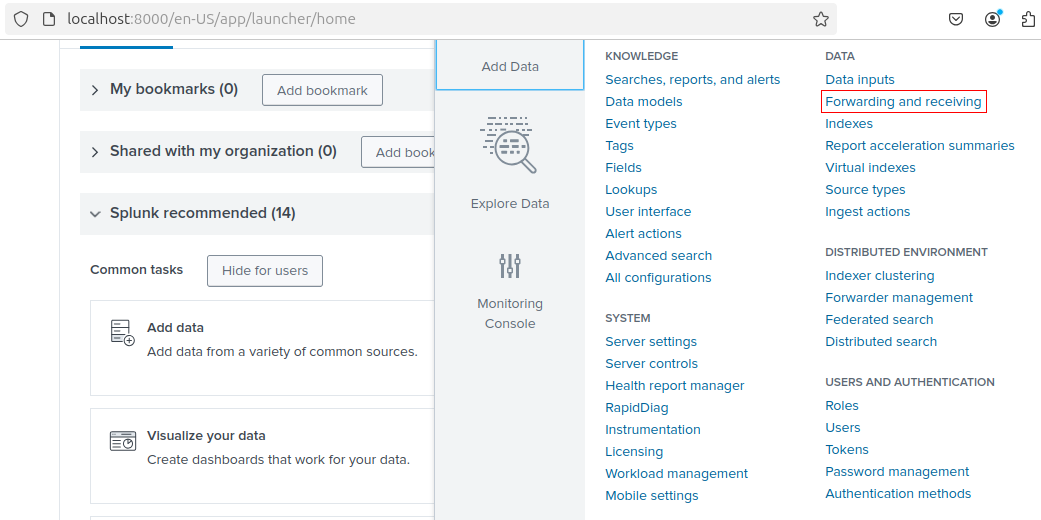 localhost:8000/en-US/app/launcher/home
My bookmarks (0)
Add bookmark
Shared with my organization (0)
Add book
Splunk recommended (14)
Common tasks
Hide for users
Add data
Add data from a variety of common sources.
Visualize your data
Create dashboards that work for your data.
Add Data
Explore Data
Monitoring
Console
KNOWLEDGE
Searches, reports, and alerts
Data models
Event types
Tags
Fields
Lookups
User interface
Alert actions
Advanced search
All configurations
SYSTEM
Server settings
Server controls
Health report manager
RapidDiag
Instrumentation
Licensing
Workload management
Mobile settings
DATA
Data inputs
Forwarding and receiving
Indexes
Report acceleration summaries
Virtual indexes
Source types
Ingest actions
DISTRIBUTED ENVIRONMENT
Indexer clustering
Forwarder management
Federated search
Distributed search
USERS AND AUTHENTICATION
Roles
Users
Tokens
Password management
Authentication methods